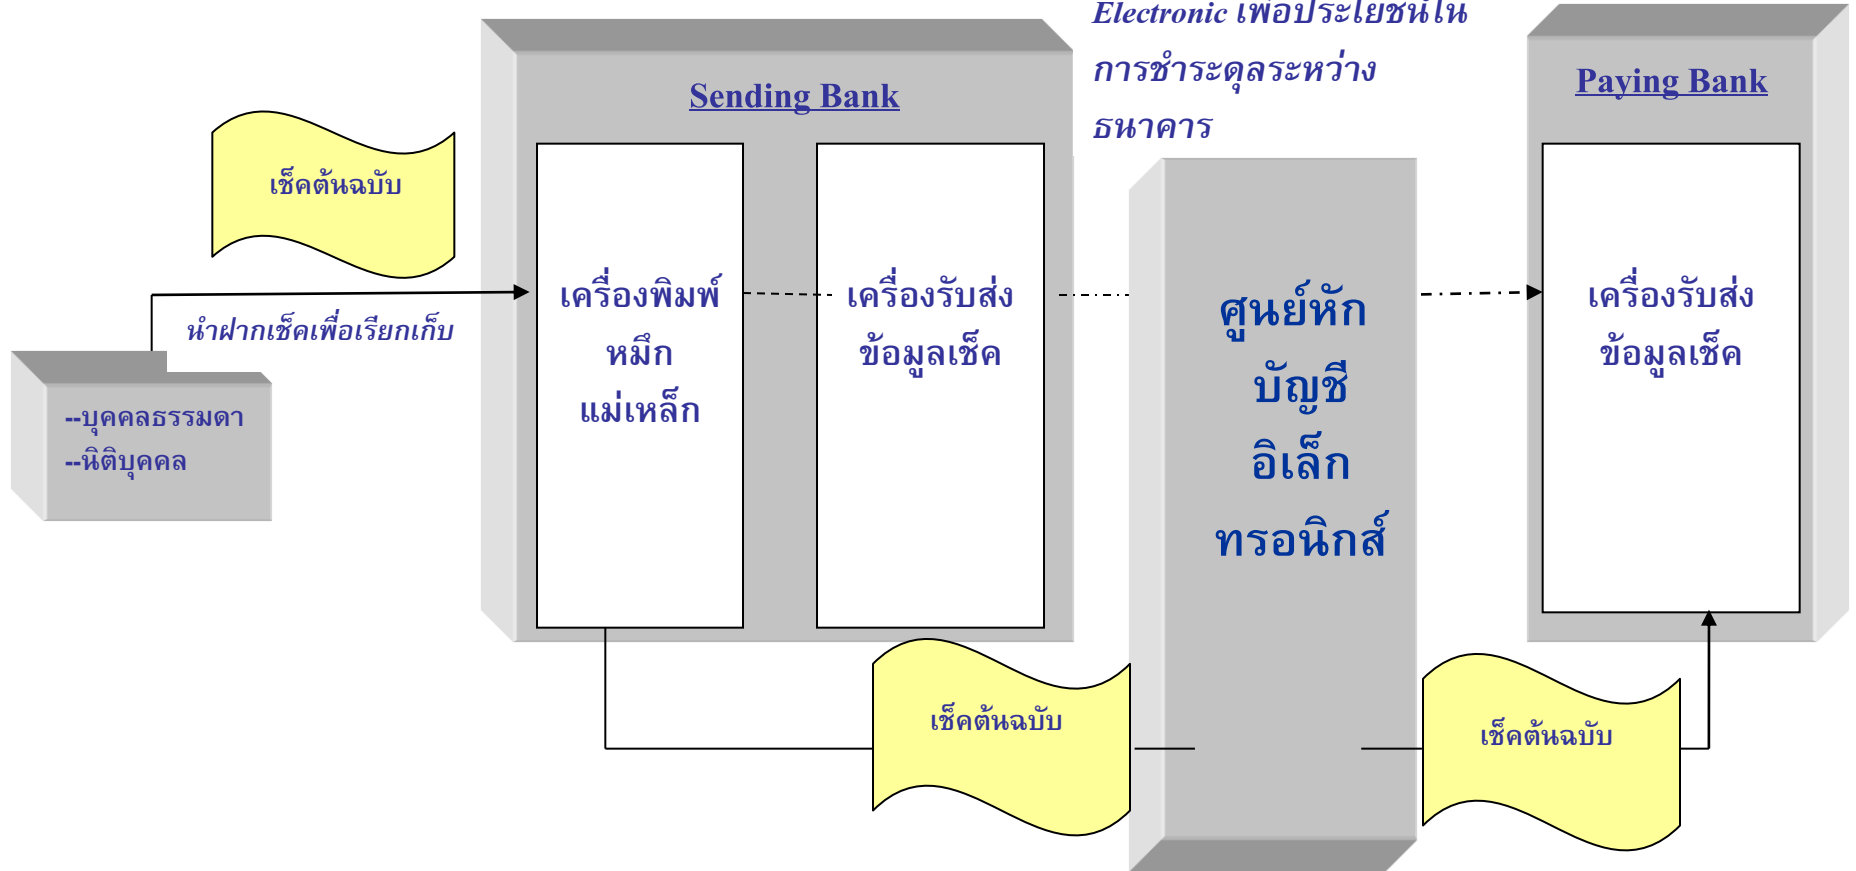 Electronic เพื่อประโยชน์ใน
การชำระดุลระหว่าง
ธนาคาร
Sending Bank
Paying Bank
เช็คต้นฉบับ
นำฝากเช็คเพื่อเรียกเก็บ
--บุคคลธรรมดา
--นิติบุคคล
เครื่องพิมพ์
หมึก
แม่เหล็ก
เครื่องรับส่ง
ข้อมูลเช็ค
ศูนย์หัก
บัญชี
อิเล็ก
ทรอนิกส์
เครื่องรับส่ง
ข้อมูลเช็ค
เช็คต้นฉบับ
เช็คต้นฉบับ